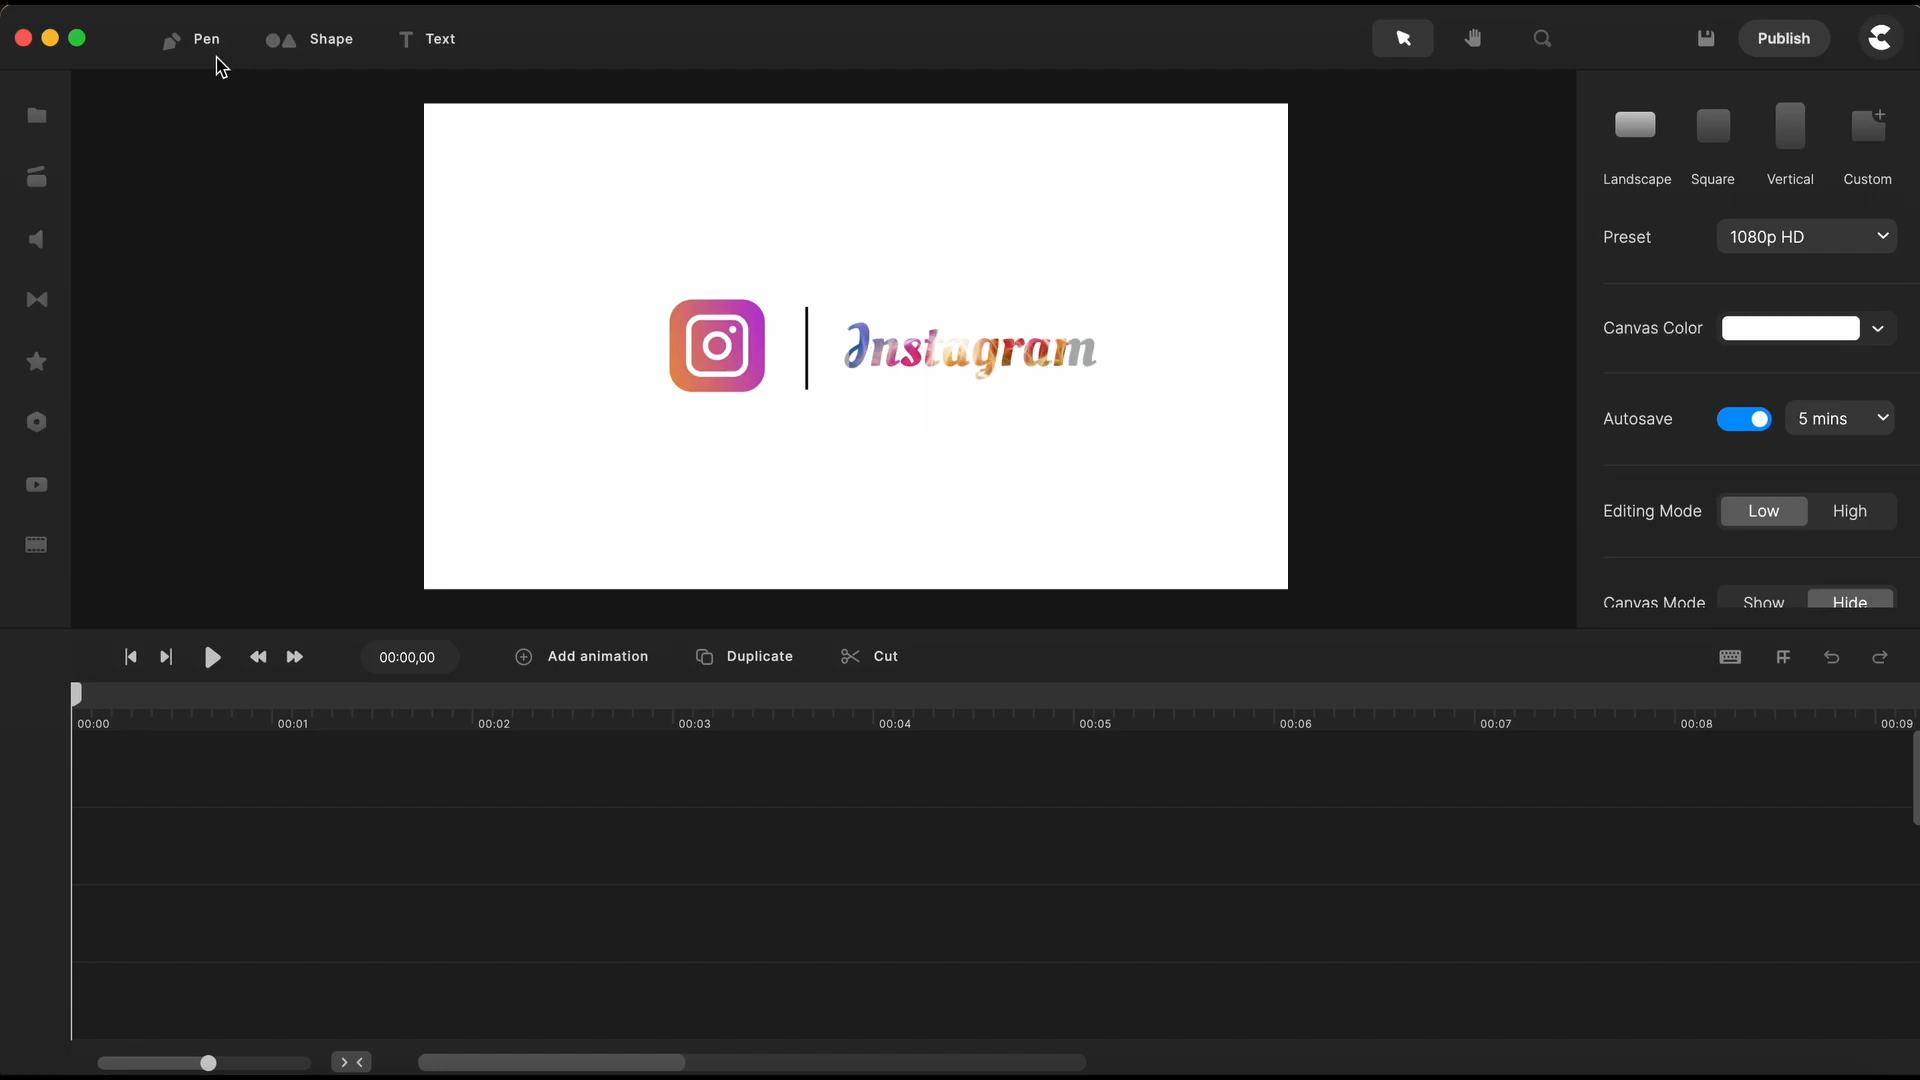 Pen Shape Text Publish
Landscape Square Vertical Custom
Preset 1080p HD
Canvas Color
Instagram
Autosave 5 mins
Editing Mode Low High
Canvas Mode Show Hide
00:00,00 Add animation Duplicate Cut
00:00 00:01 00:02 00:03 00:04 00:05 00:06 00:07 00:08 00:09